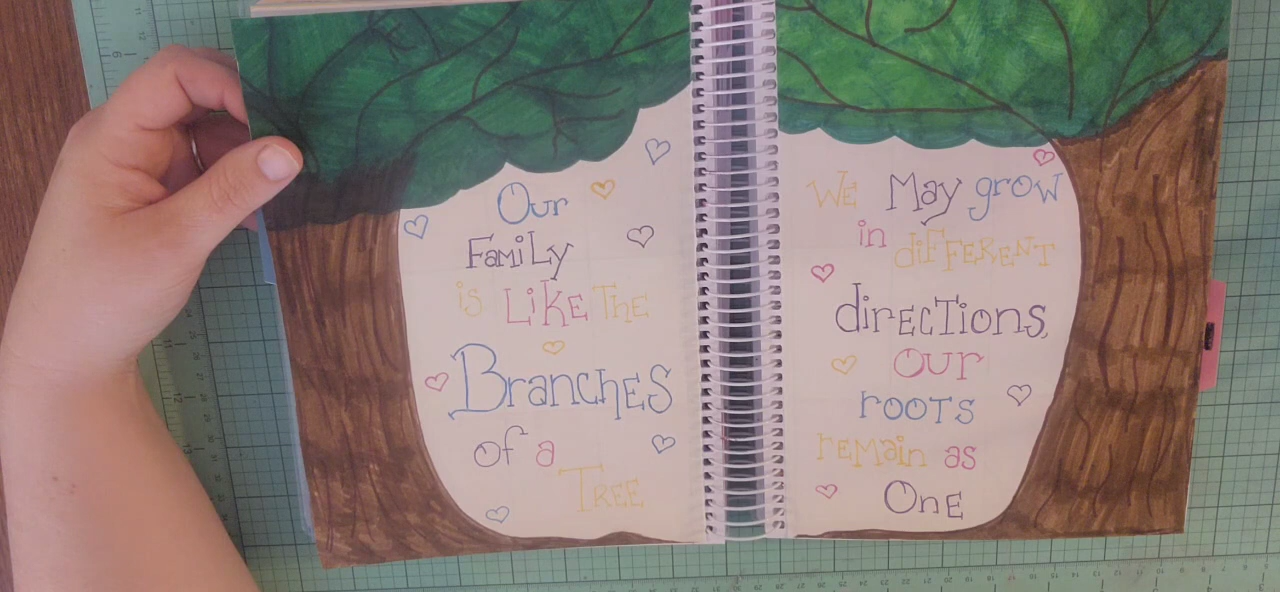 Our
Family
is Like The
Branches
of a
Tree
We May grow
in different
directions,
our
roots
remain as
One